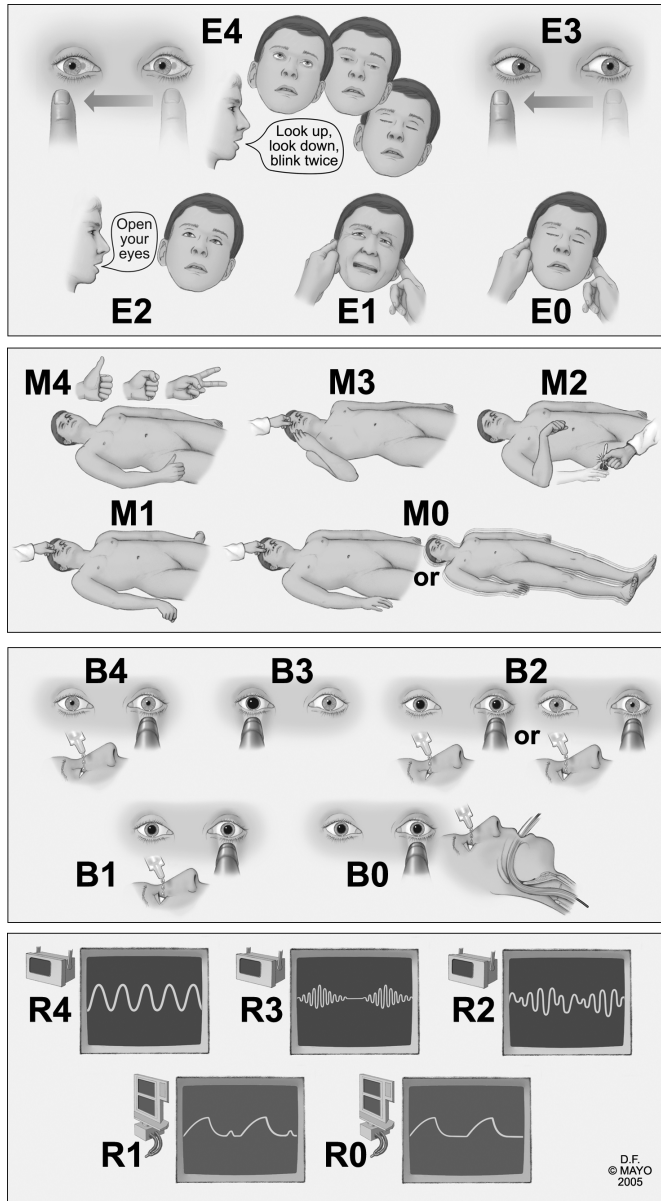 E4
E3
Look up,
look down,
blink twice
Open
your
eyes
E2
E1
E0
M4
M3
M2
M1
M0
or
B4
B3
B2
or
B1
B0
R4
R3
R2
R1
R0
D.F.
© MAYO
2005